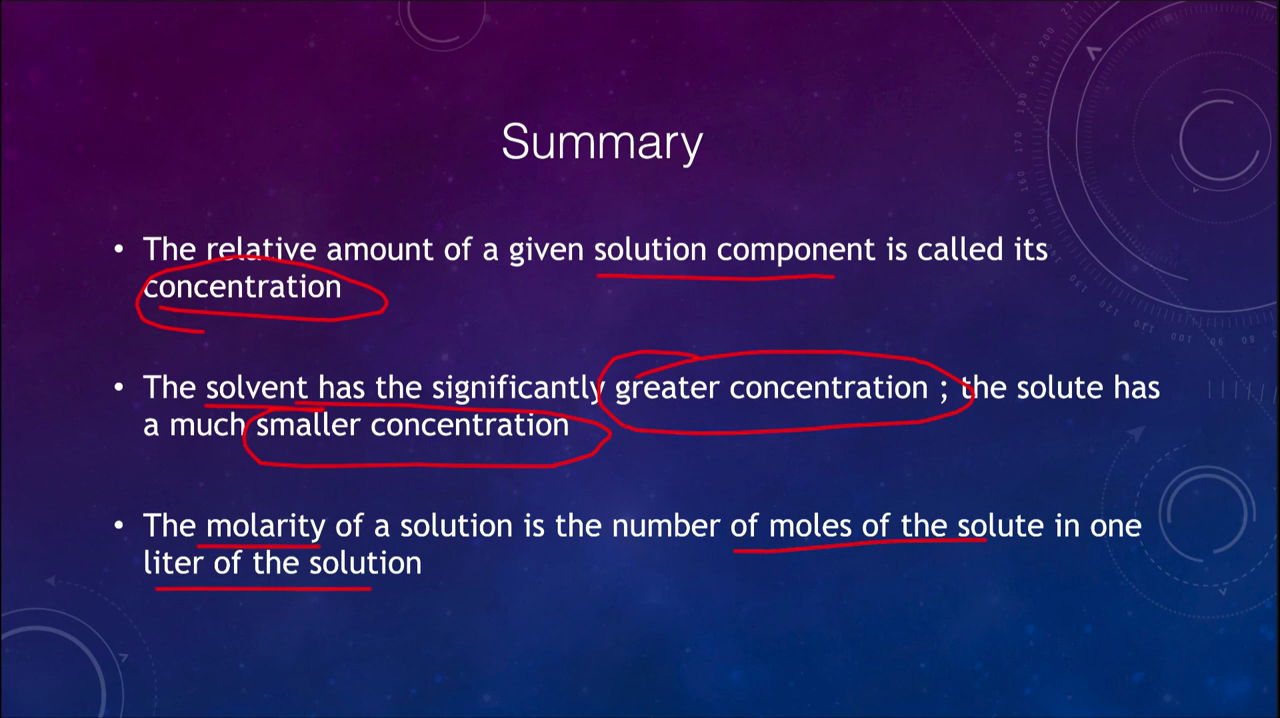 Summary
• The relative amount of a given solution component is called its
concentration
• The solvent has the significantly greater concentration ; the solute has
a much smaller concentration
• The molarity of a solution is the number of moles of the solute in one
liter of the solution